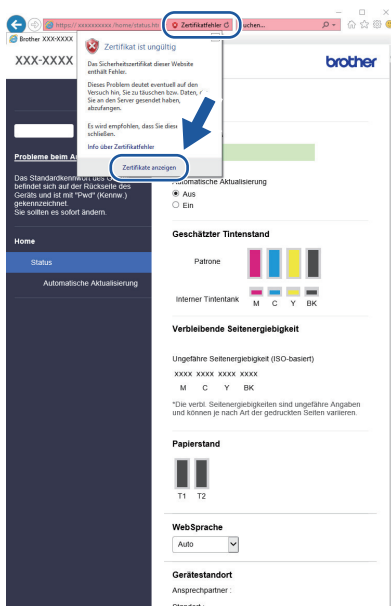 https:// xxxxxxxxx /home/status.ht
Zertifikatfehler
uchen...
Brother XXX-XXXX
XXX-XXXX
brother
Zertifikat ist ungültig
Das Sicherheitszertifikat dieser Website
enthält Fehler.
Dieses Problem deutet eventuell auf den
Versuch hin, Sie zu täuschen bzw. Daten, d
Sie an den Server gesendet haben,
abzufangen.
Es wird empfohlen, dass Sie diese
schließen.
Info über Zertifikatfehler
Zertifikate anzeigen
Probleme beim An
Das Standardkennwort des G
befindet sich auf der Rückseite des
Geräts und ist mit "Pwd" (Kennw.)
gekennzeichnet.
Sie sollten es sofort ändern.
Home
Status
Automatische Aktualisierung
Automatische Aktualisierung
Aus
Ein
Geschätzter Tintenstand
Patrone
Interner Tintentank
M C Y BK
Verbleibende Seitenergiebigkeit
Ungefähre Seitenergiebigkeit (ISO-basiert)
xxxx xxxx xxxx xxxx
M C Y BK
*Die verbl. Seitenergiebigkeiten sind ungefähre Angaben
und können je nach Art der gedruckten Seiten variieren.
Papierstand
T1 T2
WebSprache
Auto
Gerätestandort
Ansprechpartner :
Standort :